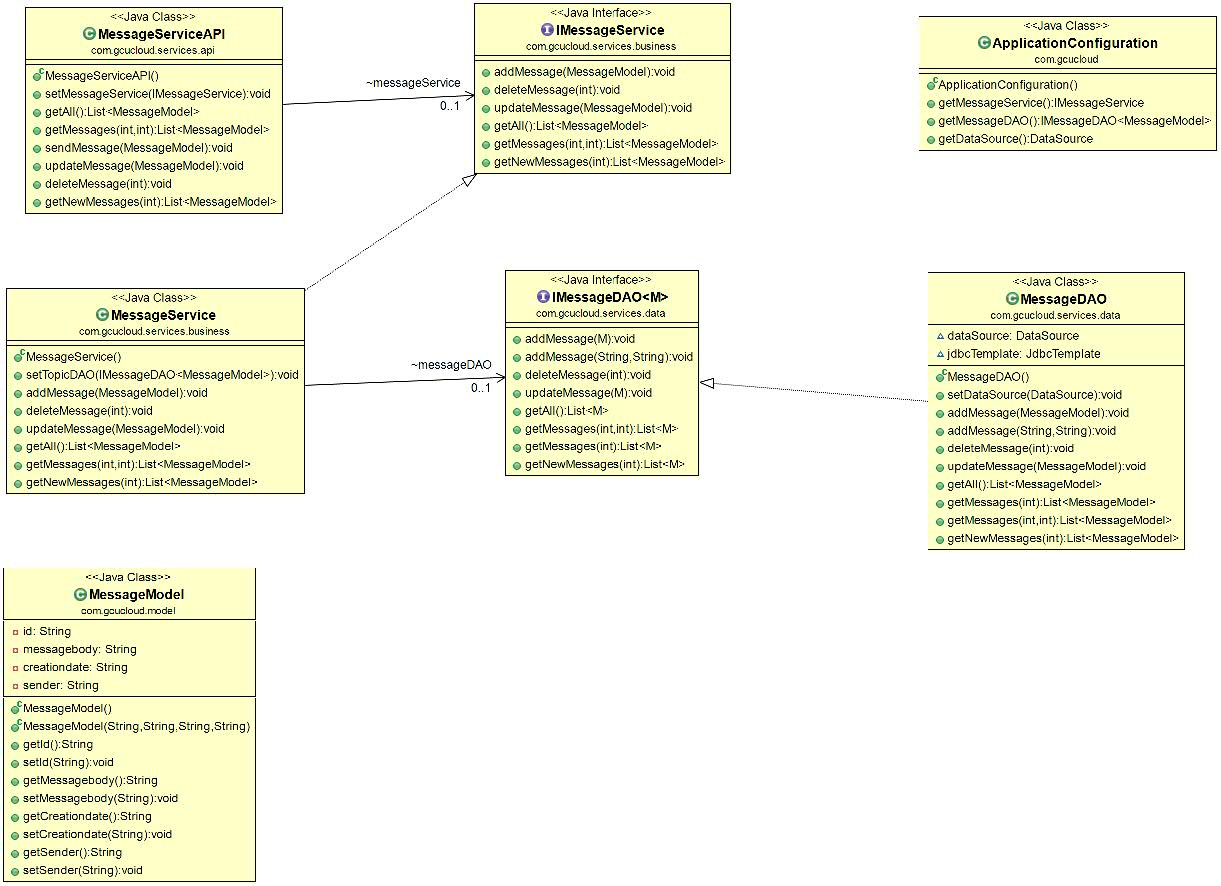 <<Java Class>>
MessageServiceAPI
com.gcucloud.services.api
MessageServiceAPI()
setMessageService(IMessageService):void
getAll():List<MessageModel>
getMessages(int,int):List<MessageModel>
sendMessage(MessageModel):void
updateMessage(MessageModel):void
deleteMessage(int):void
getNewMessages(int):List<MessageModel>
~messageService
0..1
<<Java Interface>>
IMessageService
com.gcucloud.services.business
addMessage(MessageModel):void
deleteMessage(int):void
updateMessage(MessageModel):void
getAll():List<MessageModel>
getMessages(int,int):List<MessageModel>
getNewMessages(int):List<MessageModel>
<<Java Class>>
ApplicationConfiguration
com.gcucloud
ApplicationConfiguration()
getMessageService():IMessageService
getMessageDAO():IMessageDAO<MessageModel>
getDataSource():DataSource
<<Java Class>>
MessageService
com.gcucloud.services.business
MessageService()
setTopicDAO(IMessageDAO<MessageModel>):void
addMessage(MessageModel):void
deleteMessage(int):void
updateMessage(MessageModel):void
getAll():List<MessageModel>
getMessages(int,int):List<MessageModel>
getNewMessages(int):List<MessageModel>
~messageDAO
0..1
<<Java Interface>>
IMessageDAO<M>
com.gcucloud.services.data
addMessage(M):void
addMessage(String,String):void
deleteMessage(int):void
updateMessage(M):void
getAll():List<M>
getMessages(int,int):List<M>
getMessages(int):List<M>
getNewMessages(int):List<M>
<<Java Class>>
MessageDAO
com.gcucloud.services.data
dataSource: DataSource
jdbcTemplate: JdbcTemplate
MessageDAO()
setDataSource(DataSource):void
addMessage(MessageModel):void
addMessage(String,String):void
deleteMessage(int):void
updateMessage(MessageModel):void
getAll():List<MessageModel>
getMessages(int):List<MessageModel>
getMessages(int,int):List<MessageModel>
getNewMessages(int):List<MessageModel>
<<Java Class>>
MessageModel
com.gcucloud.model
id: String
messagebody: String
creationdate: String
sender: String
MessageModel()
MessageModel(String,String,String,String)
getId():String
setId(String):void
getMessagebody():String
setMessagebody(String):void
getCreationdate():String
setCreationdate(String):void
getSender():String
setSender(String):void